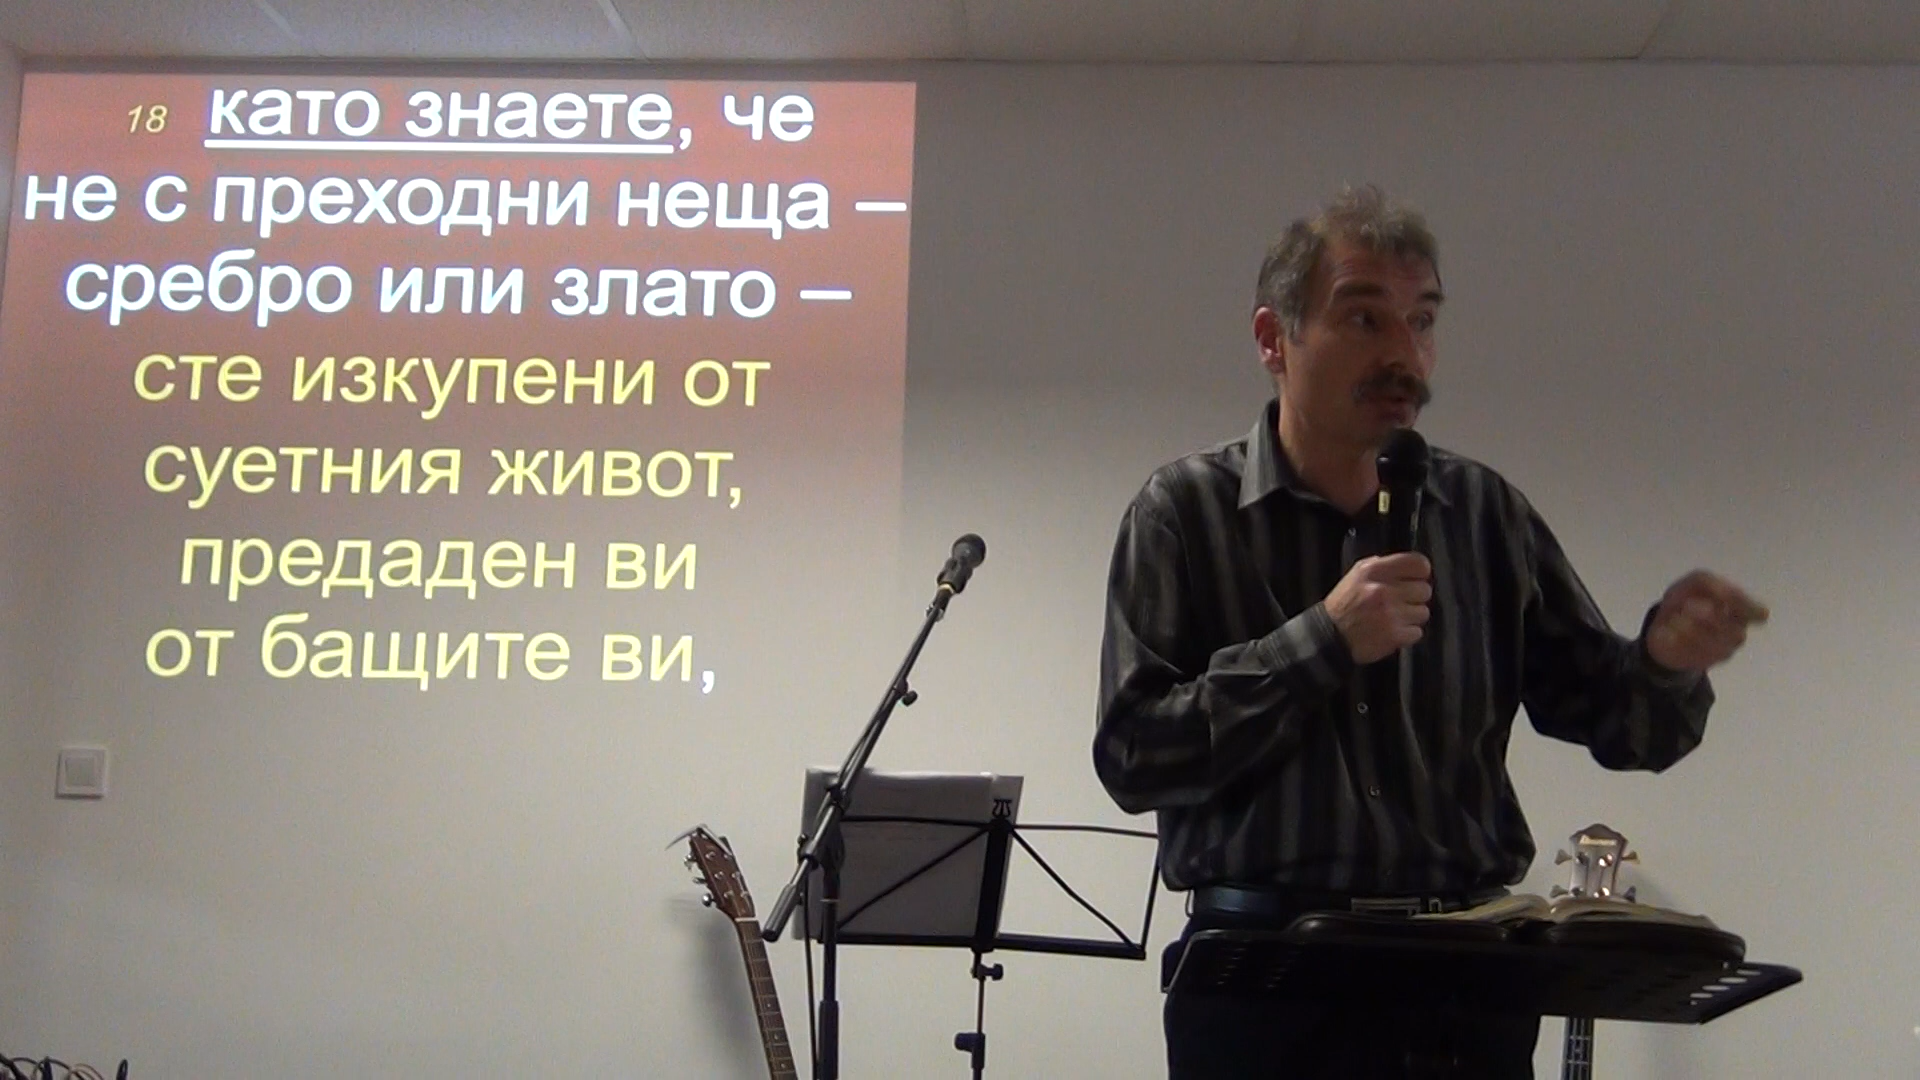 18 като знаете, че
не с преходни неща –
сребро или злато –
сте изкупени от
суетния живот,
предаден ви
от бащите ви,